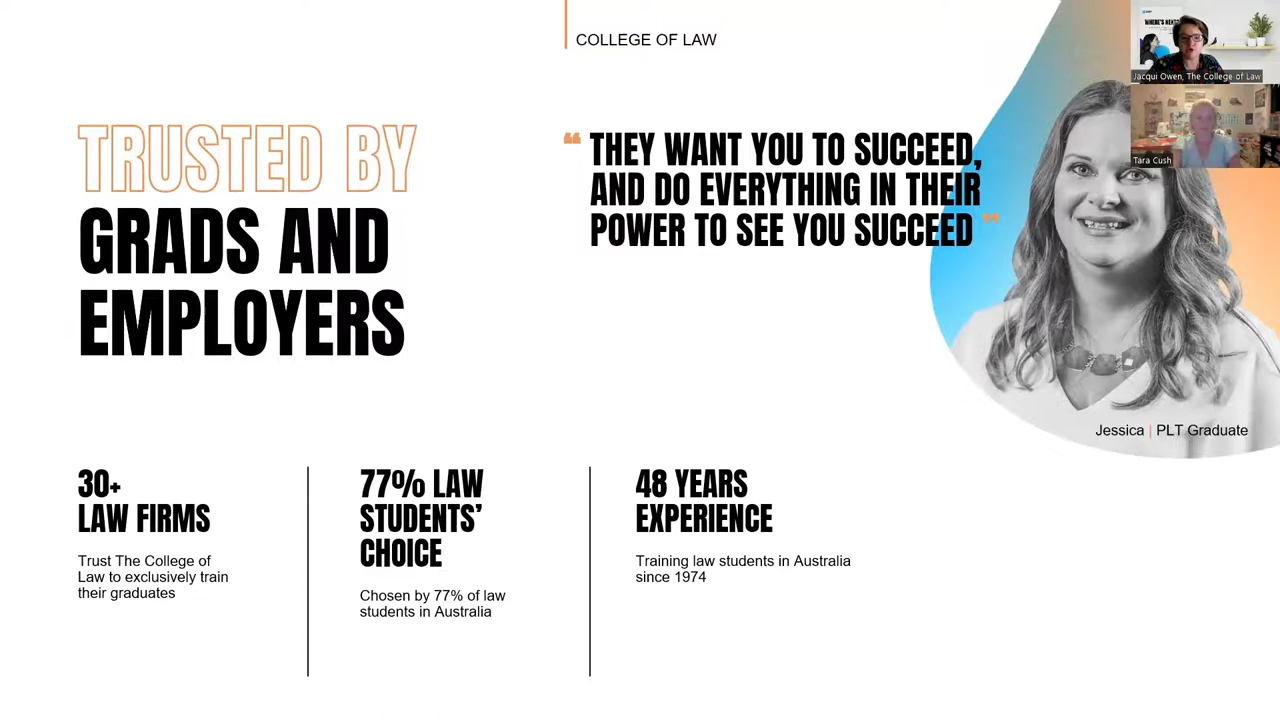 COLLEGE OF LAW
TRUSTED BY
GRADS AND
EMPLOYERS
“ THEY WANT YOU TO SUCCEED,
AND DO EVERYTHING IN THEIR
POWER TO SEE YOU SUCCEED ”
Jacqui Owen, The College of Law
Tara Cush
Jessica | PLT Graduate
30+
LAW FIRMS
Trust The College of
Law to exclusively train
their graduates
77% LAW
STUDENTS’
CHOICE
Chosen by 77% of law
students in Australia
48 YEARS
EXPERIENCE
Training law students in Australia
since 1974